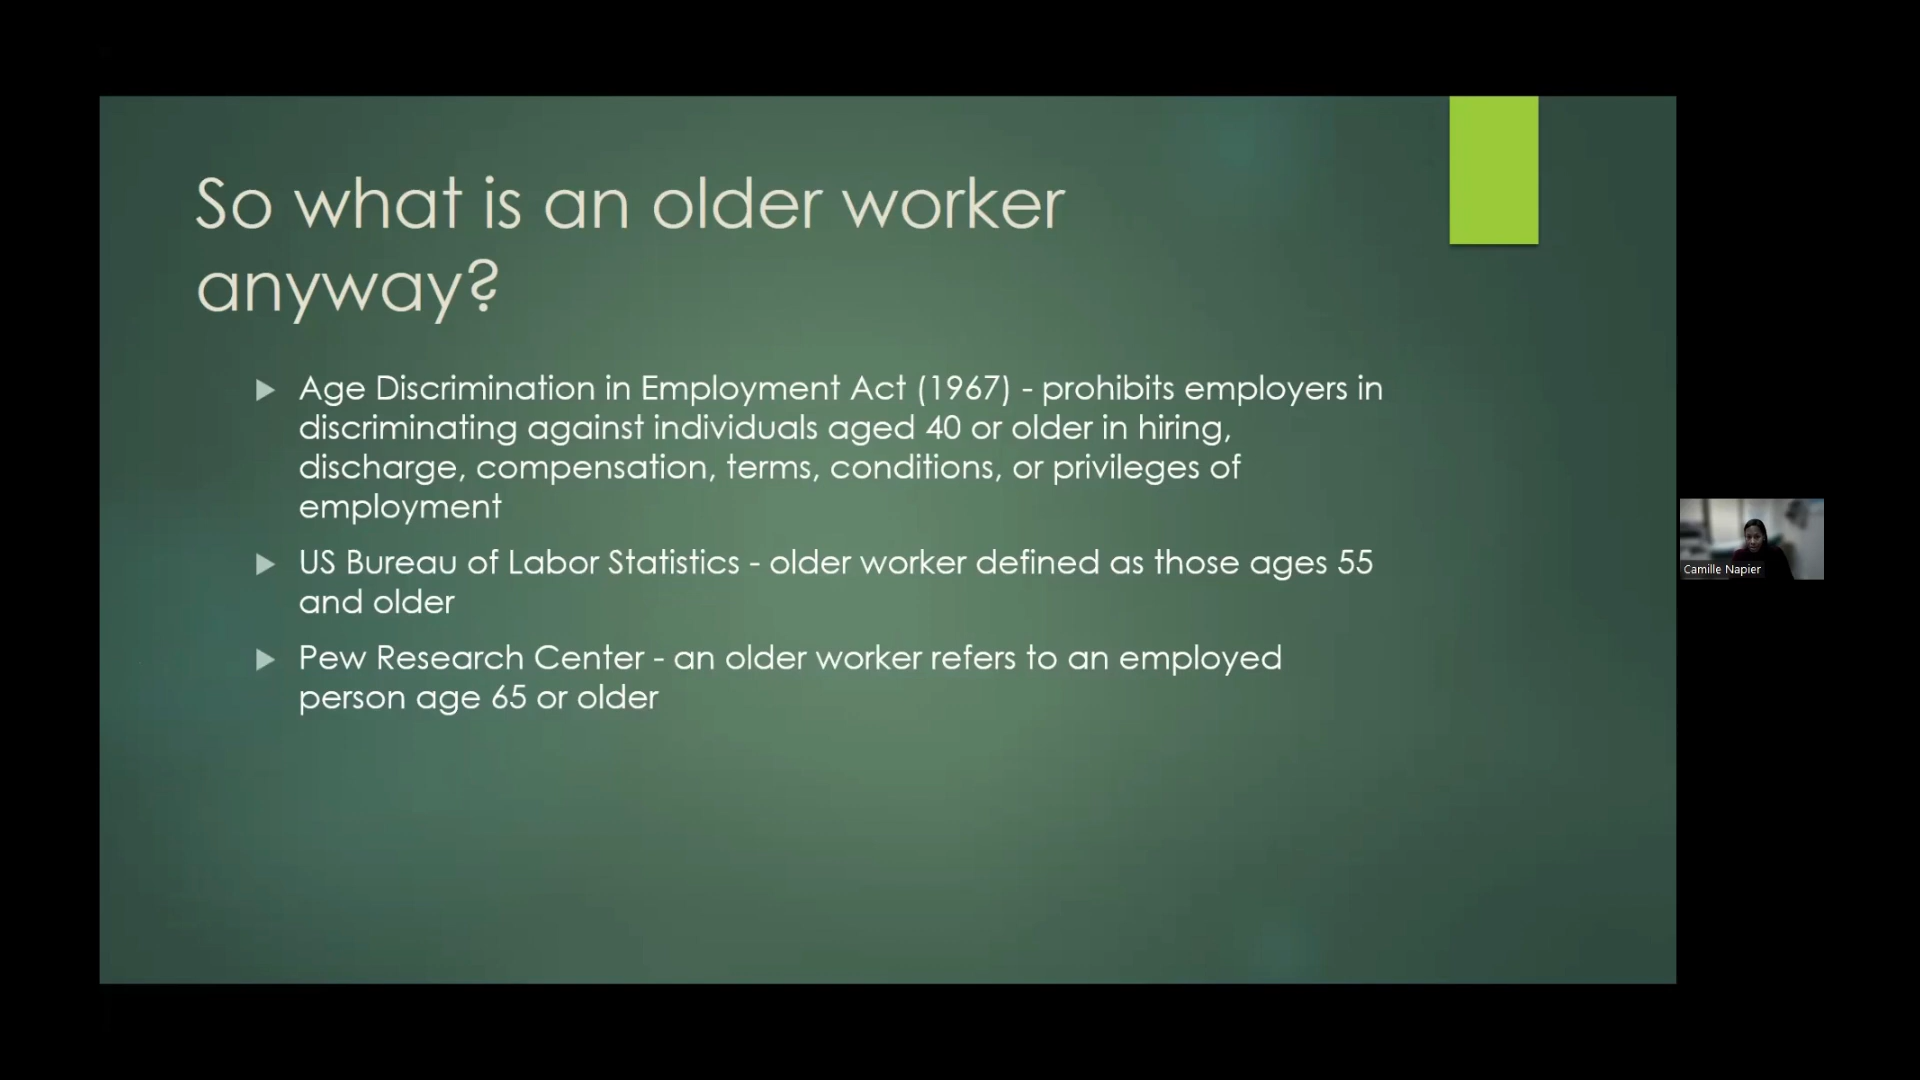 So what is an older worker
anyway?
Age Discrimination in Employment Act (1967) - prohibits employers in
discriminating against individuals aged 40 or older in hiring,
discharge, compensation, terms, conditions, or privileges of
employment
US Bureau of Labor Statistics - older worker defined as those ages 55
and older
Pew Research Center - an older worker refers to an employed
person age 65 or older
Camille Napier